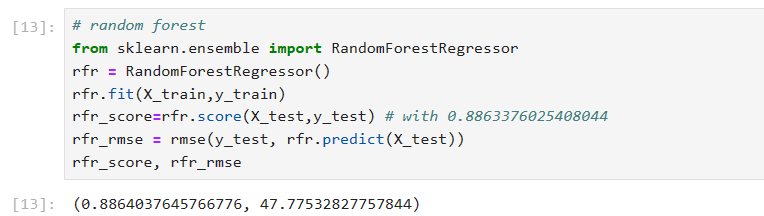 [13]: # random forest
from sklearn.ensemble import RandomForestRegressor
rfr = RandomForestRegressor()
rfr.fit(X_train,y_train)
rfr_score=rfr.score(X_test,y_test) # with 0.8863376025408044
rfr_rmse = rmse(y_test, rfr.predict(X_test))
rfr_score, rfr_rmse
[13]: (0.8864037645766776, 47.77532827757844)